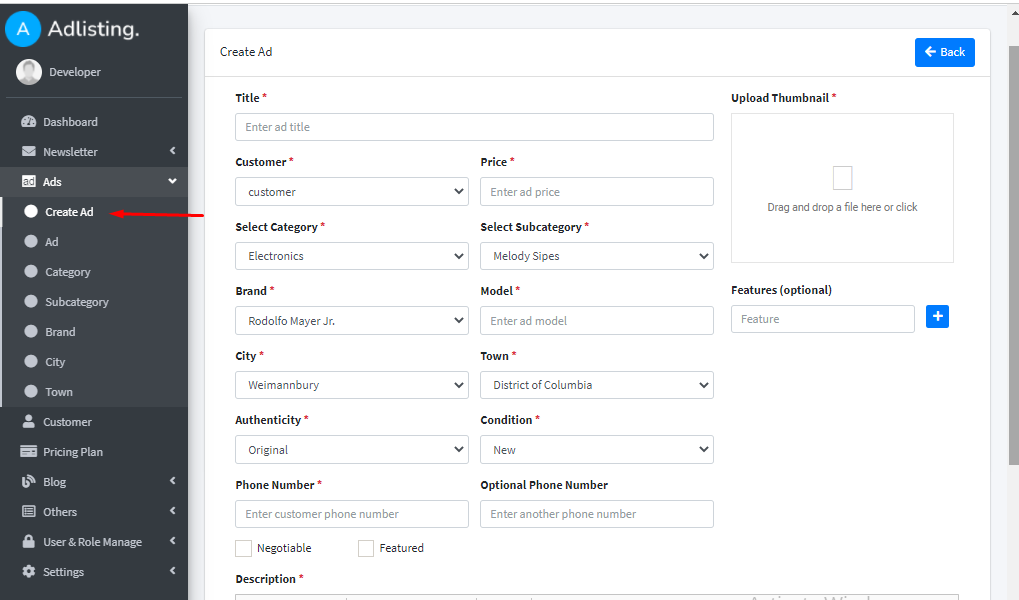 A Adlisting.
Developer
Dashboard
Newsletter
ad Ads
Create Ad
Ad
Category
Subcategory
Brand
City
Town
Customer
Pricing Plan
Blog
Others
User & Role Manage
Settings
Create Ad
Back
Title *
Enter ad title
Customer * Price *
customer Enter ad price
Select Category * Select Subcategory *
Electronics Melody Sipes
Brand * Model *
Rodolfo Mayer Jr. Enter ad model
City * Town *
Weimannbury District of Columbia
Authenticity * Condition *
Original New
Phone Number * Optional Phone Number
Enter customer phone number Enter another phone number
Negotiable Featured
Description *
Upload Thumbnail *
Drag and drop a file here or click
Features (optional)
Feature +